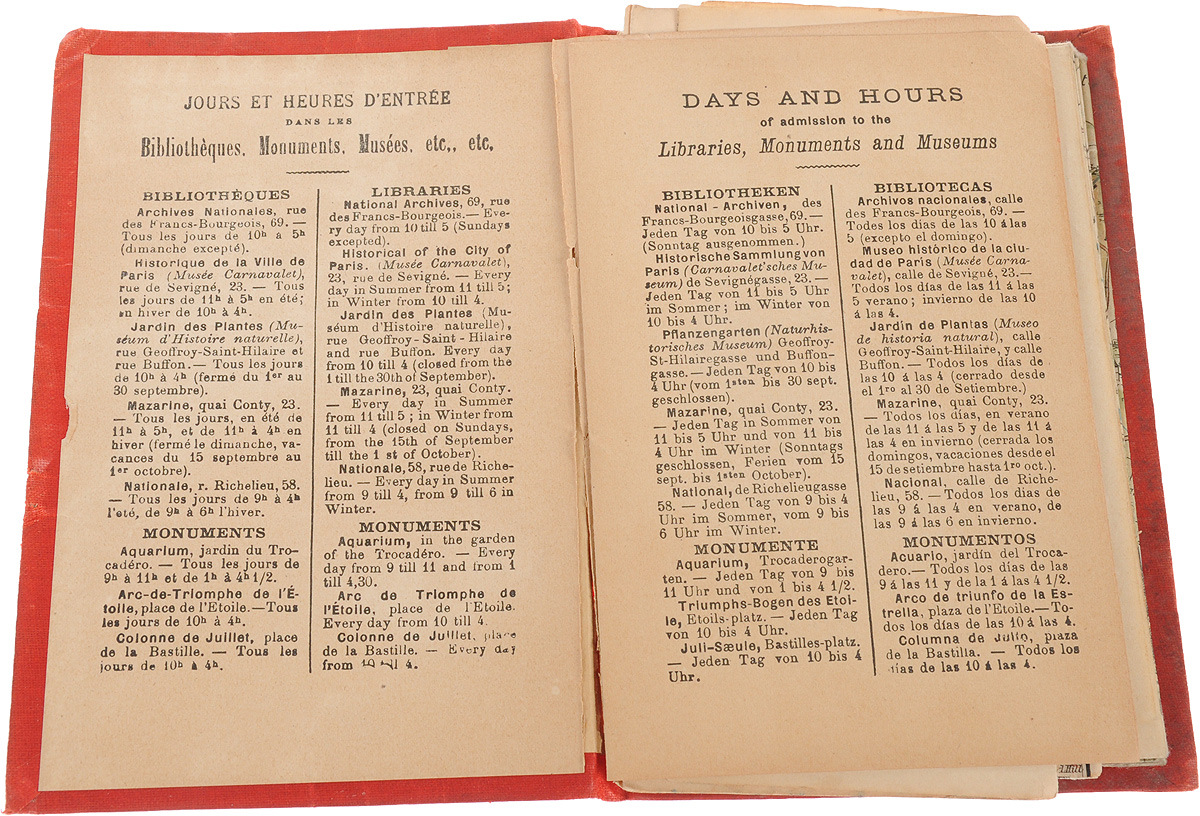 JOURS ET HEURES D'ENTRÉE
DANS LES
Bibliothèques, Monuments, Musées, etc., etc.
BIBLIOTHÈQUES
Archives Nationales, rue
des Francs-Bourgeois, 69. —
Tous les jours de 10h à 5h
(dimanche excepté).
Historique de la Ville de
Paris (Musée Carnavalet),
rue de Sévigné, 23. — Tous
les jours de 11h à 5h en été;
en hiver de 10h à 4h.
Jardin des Plantes (Mu-
séum d'Histoire naturelle),
rue Geoffroy-Saint-Hilaire et
rue Buffon. — Tous les jours
de 10h à 4h (fermé du 1er au
30 septembre).
Mazarine, quai Conty, 23.
— Tous les jours, en été de
11h à 5h, et de 11h à 4h en
hiver (fermé le dimanche, va-
cances du 15 septembre au
1er octobre).
Nationale, r. Richelieu, 58.
— Tous les jours de 9h à 4h
l'été, de 9h à 6h l'hiver.
MONUMENTS
Aquarium, jardin du Tro-
cadéro. — Tous les jours de
9h à 11h et de 1h à 4h 1/2.
Arc-de-Triomphe de l'É-
toile, place de l'Etoile. — Tous
les jours de 10h à 4h.
Colonne de Juillet, place
de la Bastille. — Tous les
jours de 10h à 4h.
LIBRARIES
National Archives, 69, rue
des Francs-Bourgeois. — Eve-
ry day from 10 till 5 (Sundays
excepted).
Historical of the City of
Paris. (Musée Carnavalet),
23, rue de Sevigné. — Every
day in Summer from 11 till 5;
in Winter from 10 till 4.
Jardin des Plantes (Mu-
séum d'Histoire naturelle),
rue Geoffroy - Saint - Hilaire
and rue Buffon. Every day
from 10 till 4 (closed from the
1 till the 30th of September).
Mazarine, 23, quai Conty.
— Every day in Summer
from 11 till 5; in Winter from
11 till 4 (closed on Sundays,
from the 15th of September
till the 1 st of October).
Nationale, 58, rue de Riche-
lieu. — Every day in Summer
from 9 till 4, from 9 till 6 in
Winter.
MONUMENTS
Aquarium, in the garden
of the Trocadéro. — Every
day from 9 till 11 and from 1
till 4,30.
Arc de Triomphe de
l'Étoile, place de l'Etoile.
Every day from 10 till 4.
Colonne de Juillet, place
de la Bastille. — Every day
from 10 till 4.
DAYS AND HOURS
of admission to the
Libraries, Monuments and Museums
BIBLIOTHEKEN
National - Archiven, des
Francs-Bourgeoisgasse, 69. —
Jeden Tag von 10 bis 5 Uhr.
(Sonntag ausgenommen.)
Historische Sammlung von
Paris (Carnavalet'sches Mu-
seum) de Sevignégasse, 23. —
Jeden Tag von 11 bis 5 Uhr
im Sommer; im Winter von
10 bis 4 Uhr.
Pflanzengarten (Naturhis-
torisches Museum) Geoffroy-
St-Hilairegasse und Buffon-
gasse. — Jeden Tag von 10 bis
4 Uhr (vom 1sten bis 30 sept.
geschlossen).
Mazarine, quai Conty, 23.
— Jeden Tag in Sommer von
11 bis 5 Uhr und von 11 bis
4 Uhr im Winter (Sonntags
geschlossen, Ferien vom 15
sept. bis 1sten October).
National, de Richelieugasse
58. — Jeden Tag von 9 bis 4
Uhr im Sommer, von 9 bis
6 Uhr im Winter.
MONUMENTE
Aquarium, Trocaderogar-
ten. — Jeden Tag von 9 bis
11 Uhr und von 1 bis 4 1/2.
Triumphs-Bogen des Etoi-
le, Etoils-platz. — Jeden Tag
von 10 bis 4 Uhr.
Juli-Sæule, Bastilles-platz.
— Jeden Tag von 10 bis 4
Uhr.
BIBLIOTECAS
Archivos nacionales, calle
des Francs-Bourgeois, 69. —
Todes los dias de las 10 á las
5 (excepto el domingo).
Museo històrico de la ciu-
dad de Paris (Musée Carna-
valet), calle de Sevigné, 23. —
Todos los días de las 11 á las
5 verano; invierno de las 10
á las 4.
Jardín de Plantas (Museo
de historia natural), calle
Geoffroy-Saint-Hilaire, y calle
Buffon. — Todos los días de
las 10 á las 4 (cerrado desde
el 1ro al 30 de Setiembre.)
Mazarine, quai Conty, 23.
— Todos los días, en verano
de las 11 á las 5 y de las 11 á
las 4 en invierno (cerrada los
domingos, vacaciones desde el
15 de setiembre hasta 1ro oct.).
Nacional, calle de Riche-
lieu, 58. — Todos los dias de
las 9 á las 4 en verano, de
las 9 á las 6 en invierno.
MONUMENTOS
Acuario, jardín del Troca-
dero. — Todos los días de las
9 á las 11 y de la 1 á las 4 1/2.
Arco de triunfo de la Es-
trella, plaza de l'Etoile. — To-
dos los días de las 10 á las 4.
Columna de Julio, plaza
de la Bastilla. — Todos los
días de las 10 á las 4.